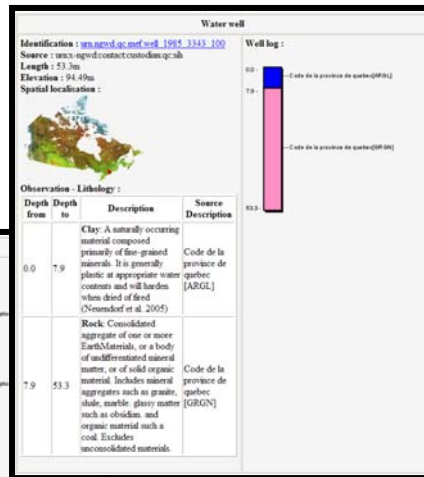 Water well
Identification : urn:ngwd:qc:mef:well_1985_3343_100
Source : urn:x-ngwd:contact:custodian:qc:nh
Length : 53.3m
Elevation : 94.49m
Spatial localisation :
Observation - Lithology :
Depth from
Depth to
Description
Source Description
0.0
7.9
Clay: A naturally occurring
material composed
primarily of fine-grained
minerals. It is generally
plastic at appropriate water
contents and will harden
when dried of fired
(Neuendorf et al. 2005)
Code de la
province de
quebec
[ARGL]
7.9
53.3
Rock: Consolidated
aggregate of one or more
EarthMaterials, or a body
of undifferentiated mineral
matter, or of solid organic
material. Includes mineral
aggregates such as granite,
shale, marble, glassy matter
such as obsidian, and
organic material such a
coal. Excludes
unconsolidated materials.
Code de la
province de
quebec
[GRGN]
Well log :
0.0 -
Code de la province de quebec[ARGL]
7.9 -
Code de la province de quebec[GRGN]
53.3 -